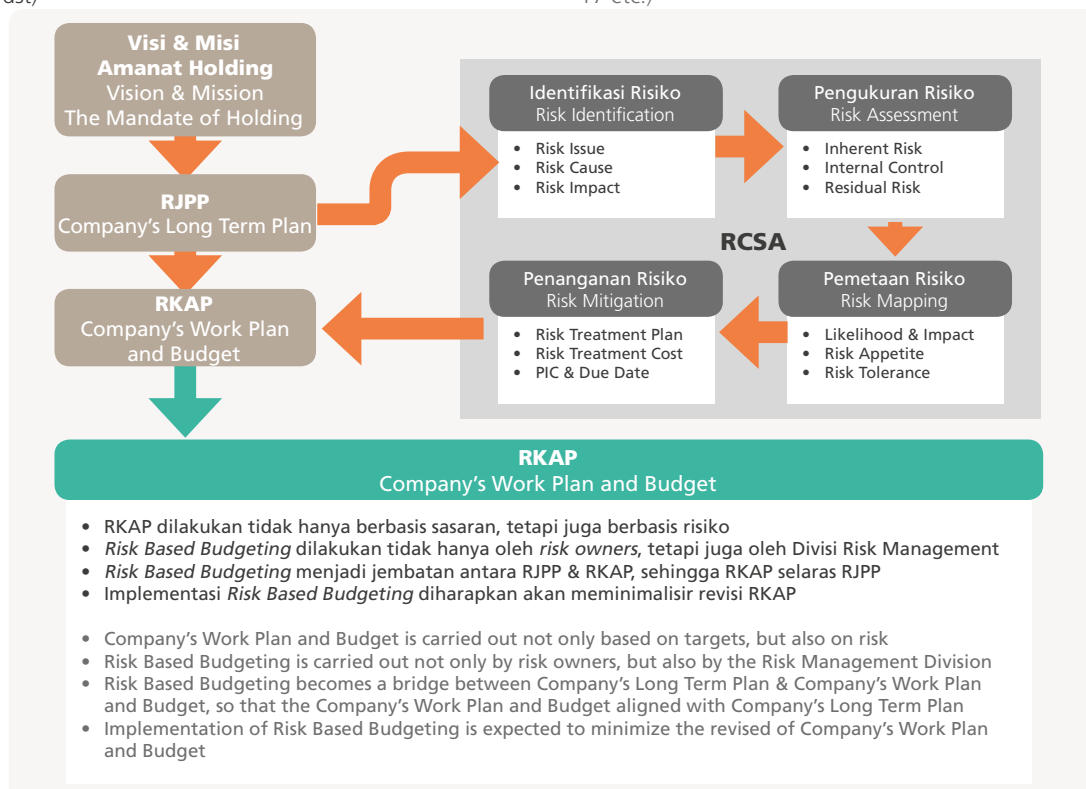 Visi & Misi
Amanat Holding
Vision & Mission
The Mandate of Holding
RJPP
Company's Long Term Plan
RKAP
Company's Work Plan
and Budget
Identifikasi Risiko
Risk Identification
• Risk Issue
• Risk Cause
• Risk Impact
Pengukuran Risiko
Risk Assessment
• Inherent Risk
• Internal Control
• Residual Risk
RCSA
Penanganan Risiko
Risk Mitigation
• Risk Treatment Plan
• Risk Treatment Cost
• PIC & Due Date
Pemetaan Risiko
Risk Mapping
• Likelihood & Impact
• Risk Appetite
• Risk Tolerance
RKAP
Company's Work Plan and Budget
• RKAP dilakukan tidak hanya berbasis sasaran, tetapi juga berbasis risiko
• Risk Based Budgeting dilakukan tidak hanya oleh risk owners, tetapi juga oleh Divisi Risk Management
• Risk Based Budgeting menjadi jembatan antara RJPP & RKAP, sehingga RKAP selaras RJPP
• Implementasi Risk Based Budgeting diharapkan akan meminimalisir revisi RKAP
• Company's Work Plan and Budget is carried out not only based on targets, but also on risk
• Risk Based Budgeting is carried out not only by risk owners, but also by the Risk Management Division
• Risk Based Budgeting becomes a bridge between Company's Long Term Plan & Company's Work Plan
and Budget, so that the Company's Work Plan and Budget aligned with Company's Long Term Plan
• Implementation of Risk Based Budgeting is expected to minimize the revised of Company's Work Plan
and Budget